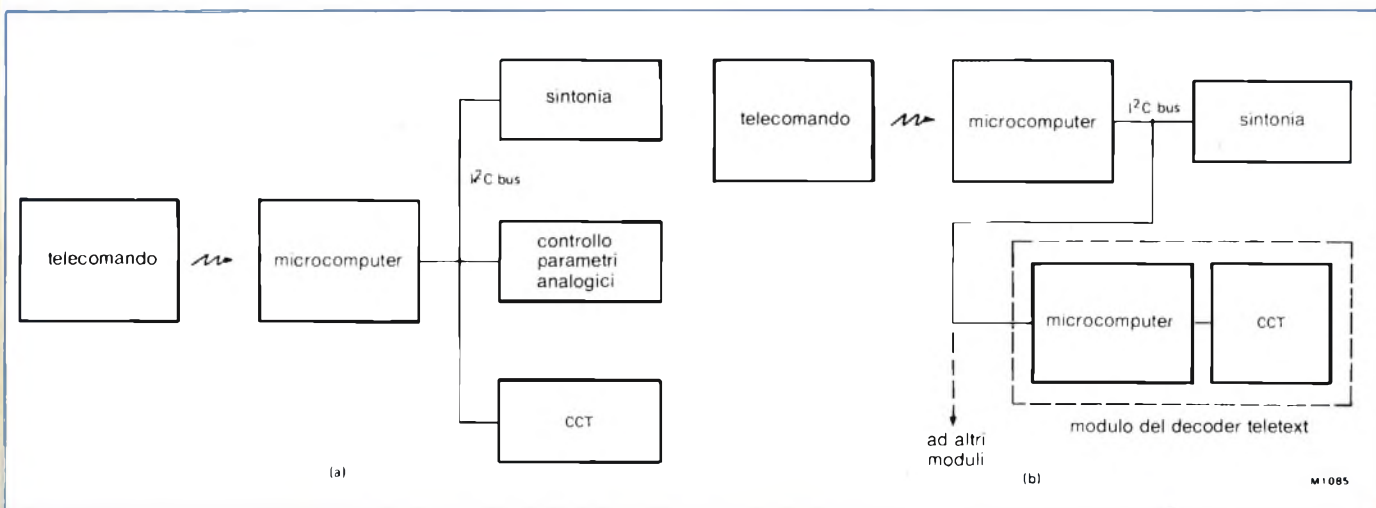 telecomando
microcomputer
I²C bus
sintonia
controllo
parametri
analogici
CCT
(a)
telecomando
microcomputer
I²C bus
sintonia
microcomputer
CCT
modulo del decoder teletext
ad altri
moduli
(b)
M1085